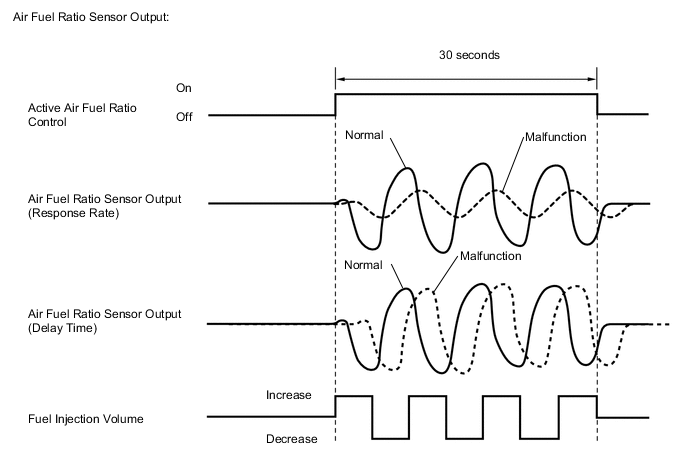 Air Fuel Ratio Sensor Output:
30 seconds
On
Active Air Fuel Ratio
Control
Off
Normal
Malfunction
Air Fuel Ratio Sensor Output
(Response Rate)
Normal
Malfunction
Air Fuel Ratio Sensor Output
(Delay Time)
Increase
Fuel Injection Volume
Decrease